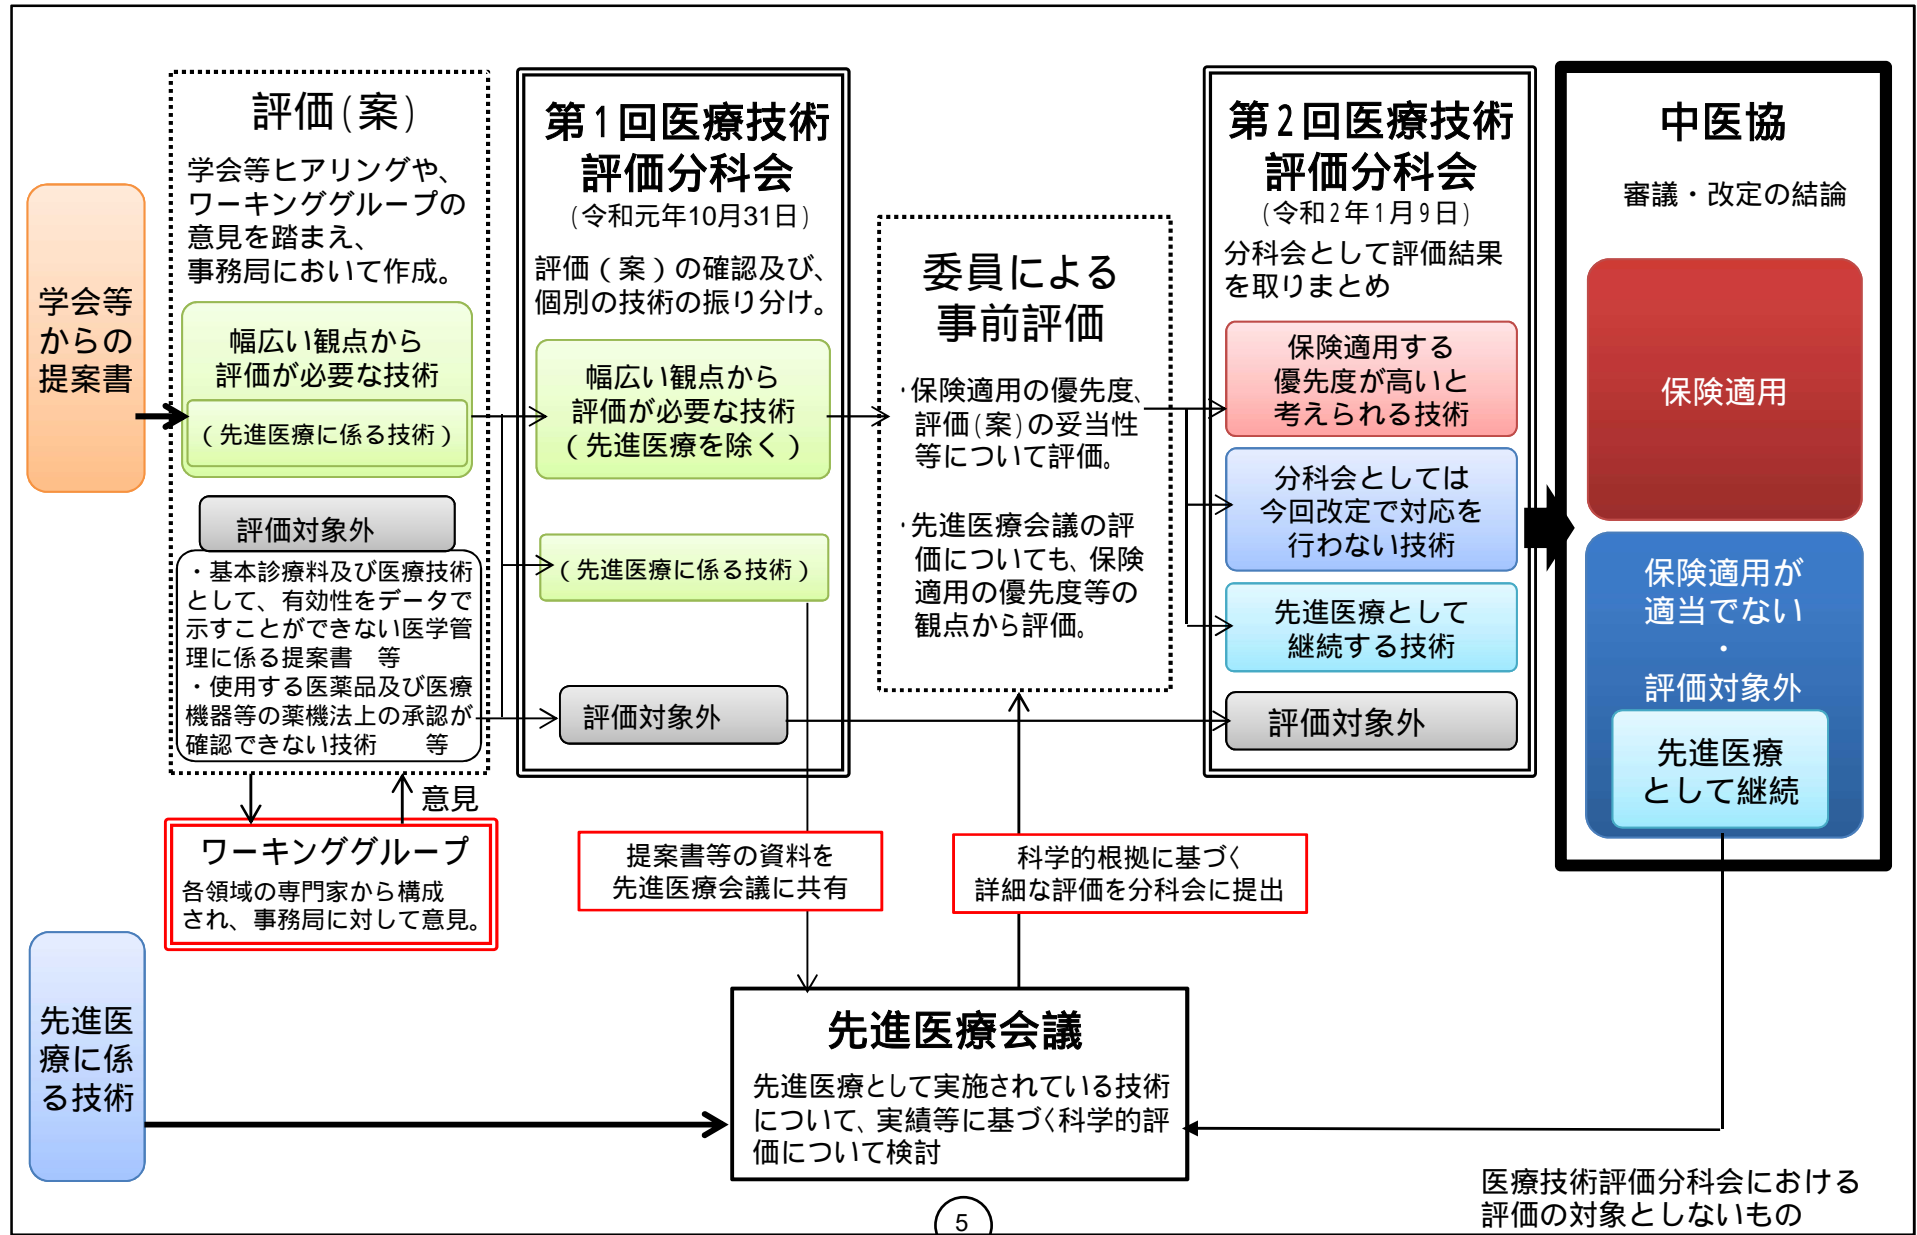 学会等
からの
提案書
評価(案)
学会等ヒアリングや、
ワーキンググループの
意見を踏まえ、
事務局において作成。
幅広い観点から
評価が必要な技術
(先進医療に係る技術)
評価対象外
・基本診療料及び医療技術
として、有効性をデータで
示すことができない医学管
理に係る提案書 等
・使用する医薬品及び医療
機器等の薬機法上の承認が
確認できない技術 等
意見
ワーキンググループ
各領域の専門家から構成
され、事務局に対して意見。
第1回医療技術
評価分科会
(令和元年10月31日)
評価(案)の確認及び、
個別の技術の振り分け。
幅広い観点から
評価が必要な技術
(先進医療を除く)
(先進医療に係る技術)
評価対象外
提案書等の資料を
先進医療会議に共有
委員による
事前評価
・保険適用の優先度、
評価(案)の妥当性
等について評価。
・先進医療会議の評
価についても、保険
適用の優先度等の
観点から評価。
科学的根拠に基づく
詳細な評価を分科会に提出
第2回医療技術
評価分科会
(令和2年1月9日)
分科会として評価結果
を取りまとめ
保険適用する
優先度が高いと
考えられる技術
分科会としては
今回改定で対応を
行わない技術
先進医療として
継続する技術
評価対象外
中医協
審議・改定の結論
保険適用
保険適用が
適当でない
・
評価対象外
先進医療
として継続
先進医
療に係
る技術
先進医療会議
先進医療として実施されている技術
について、実績等に基づく科学的評
価について検討
医療技術評価分科会における
評価の対象としないもの
5